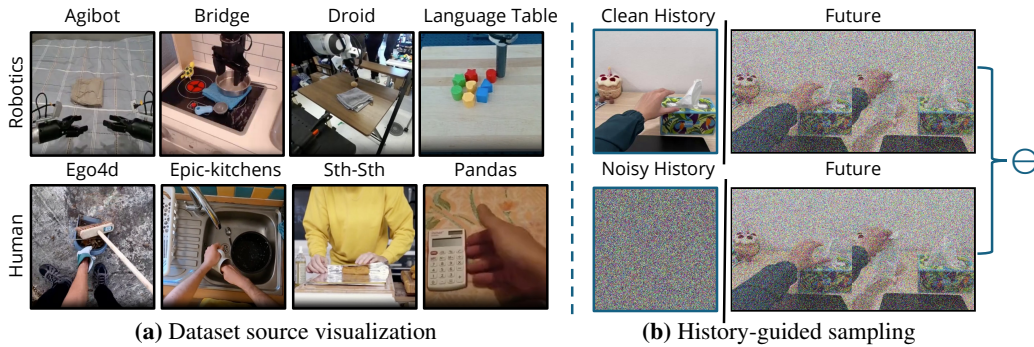 Agibot Bridge Droid Language Table
Robotics
Ego4d Epic-kitchens Sth-Sth Pandas
Human
(a) Dataset source visualization
Clean History Future
Noisy History Future
(b) History-guided sampling